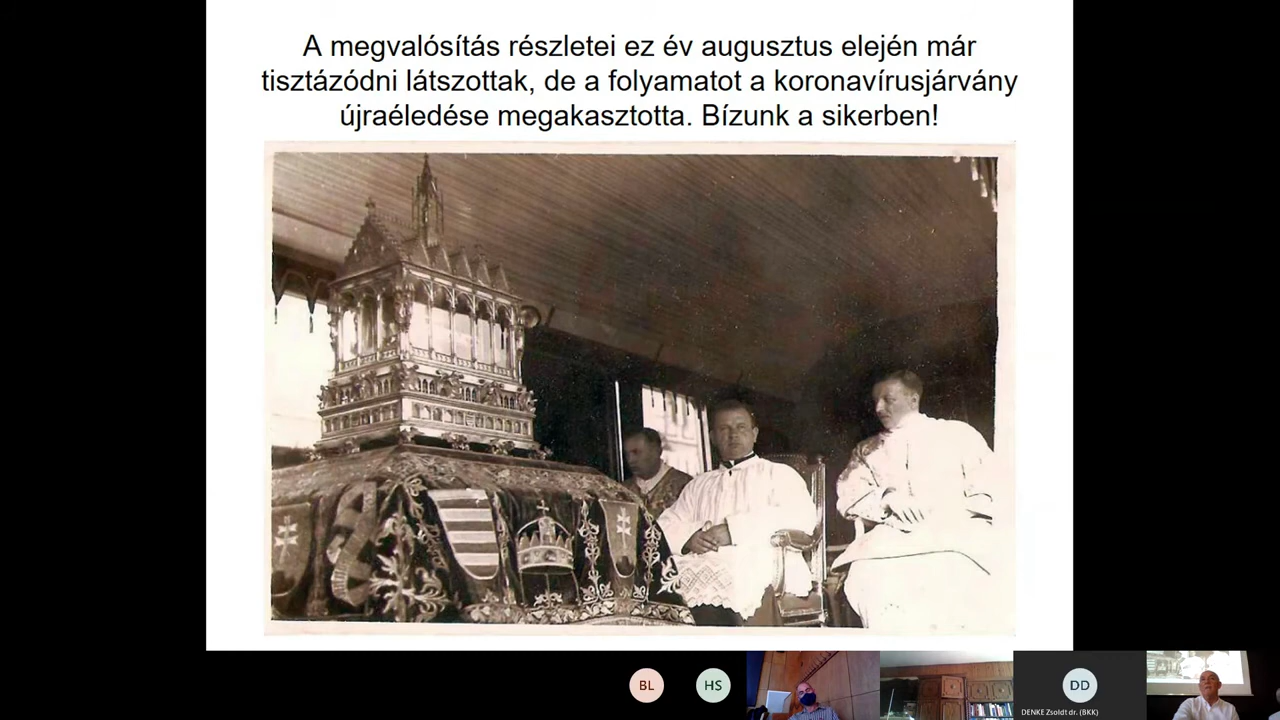 A megvalósítás részletei ez év augusztus elején már
tisztázódni látszottak, de a folyamatot a koronavírusjárvány
újraéledése megakasztotta. Bízunk a sikerben!
BL
HS
DD
DENKE Zsoldt dr. (BKK)